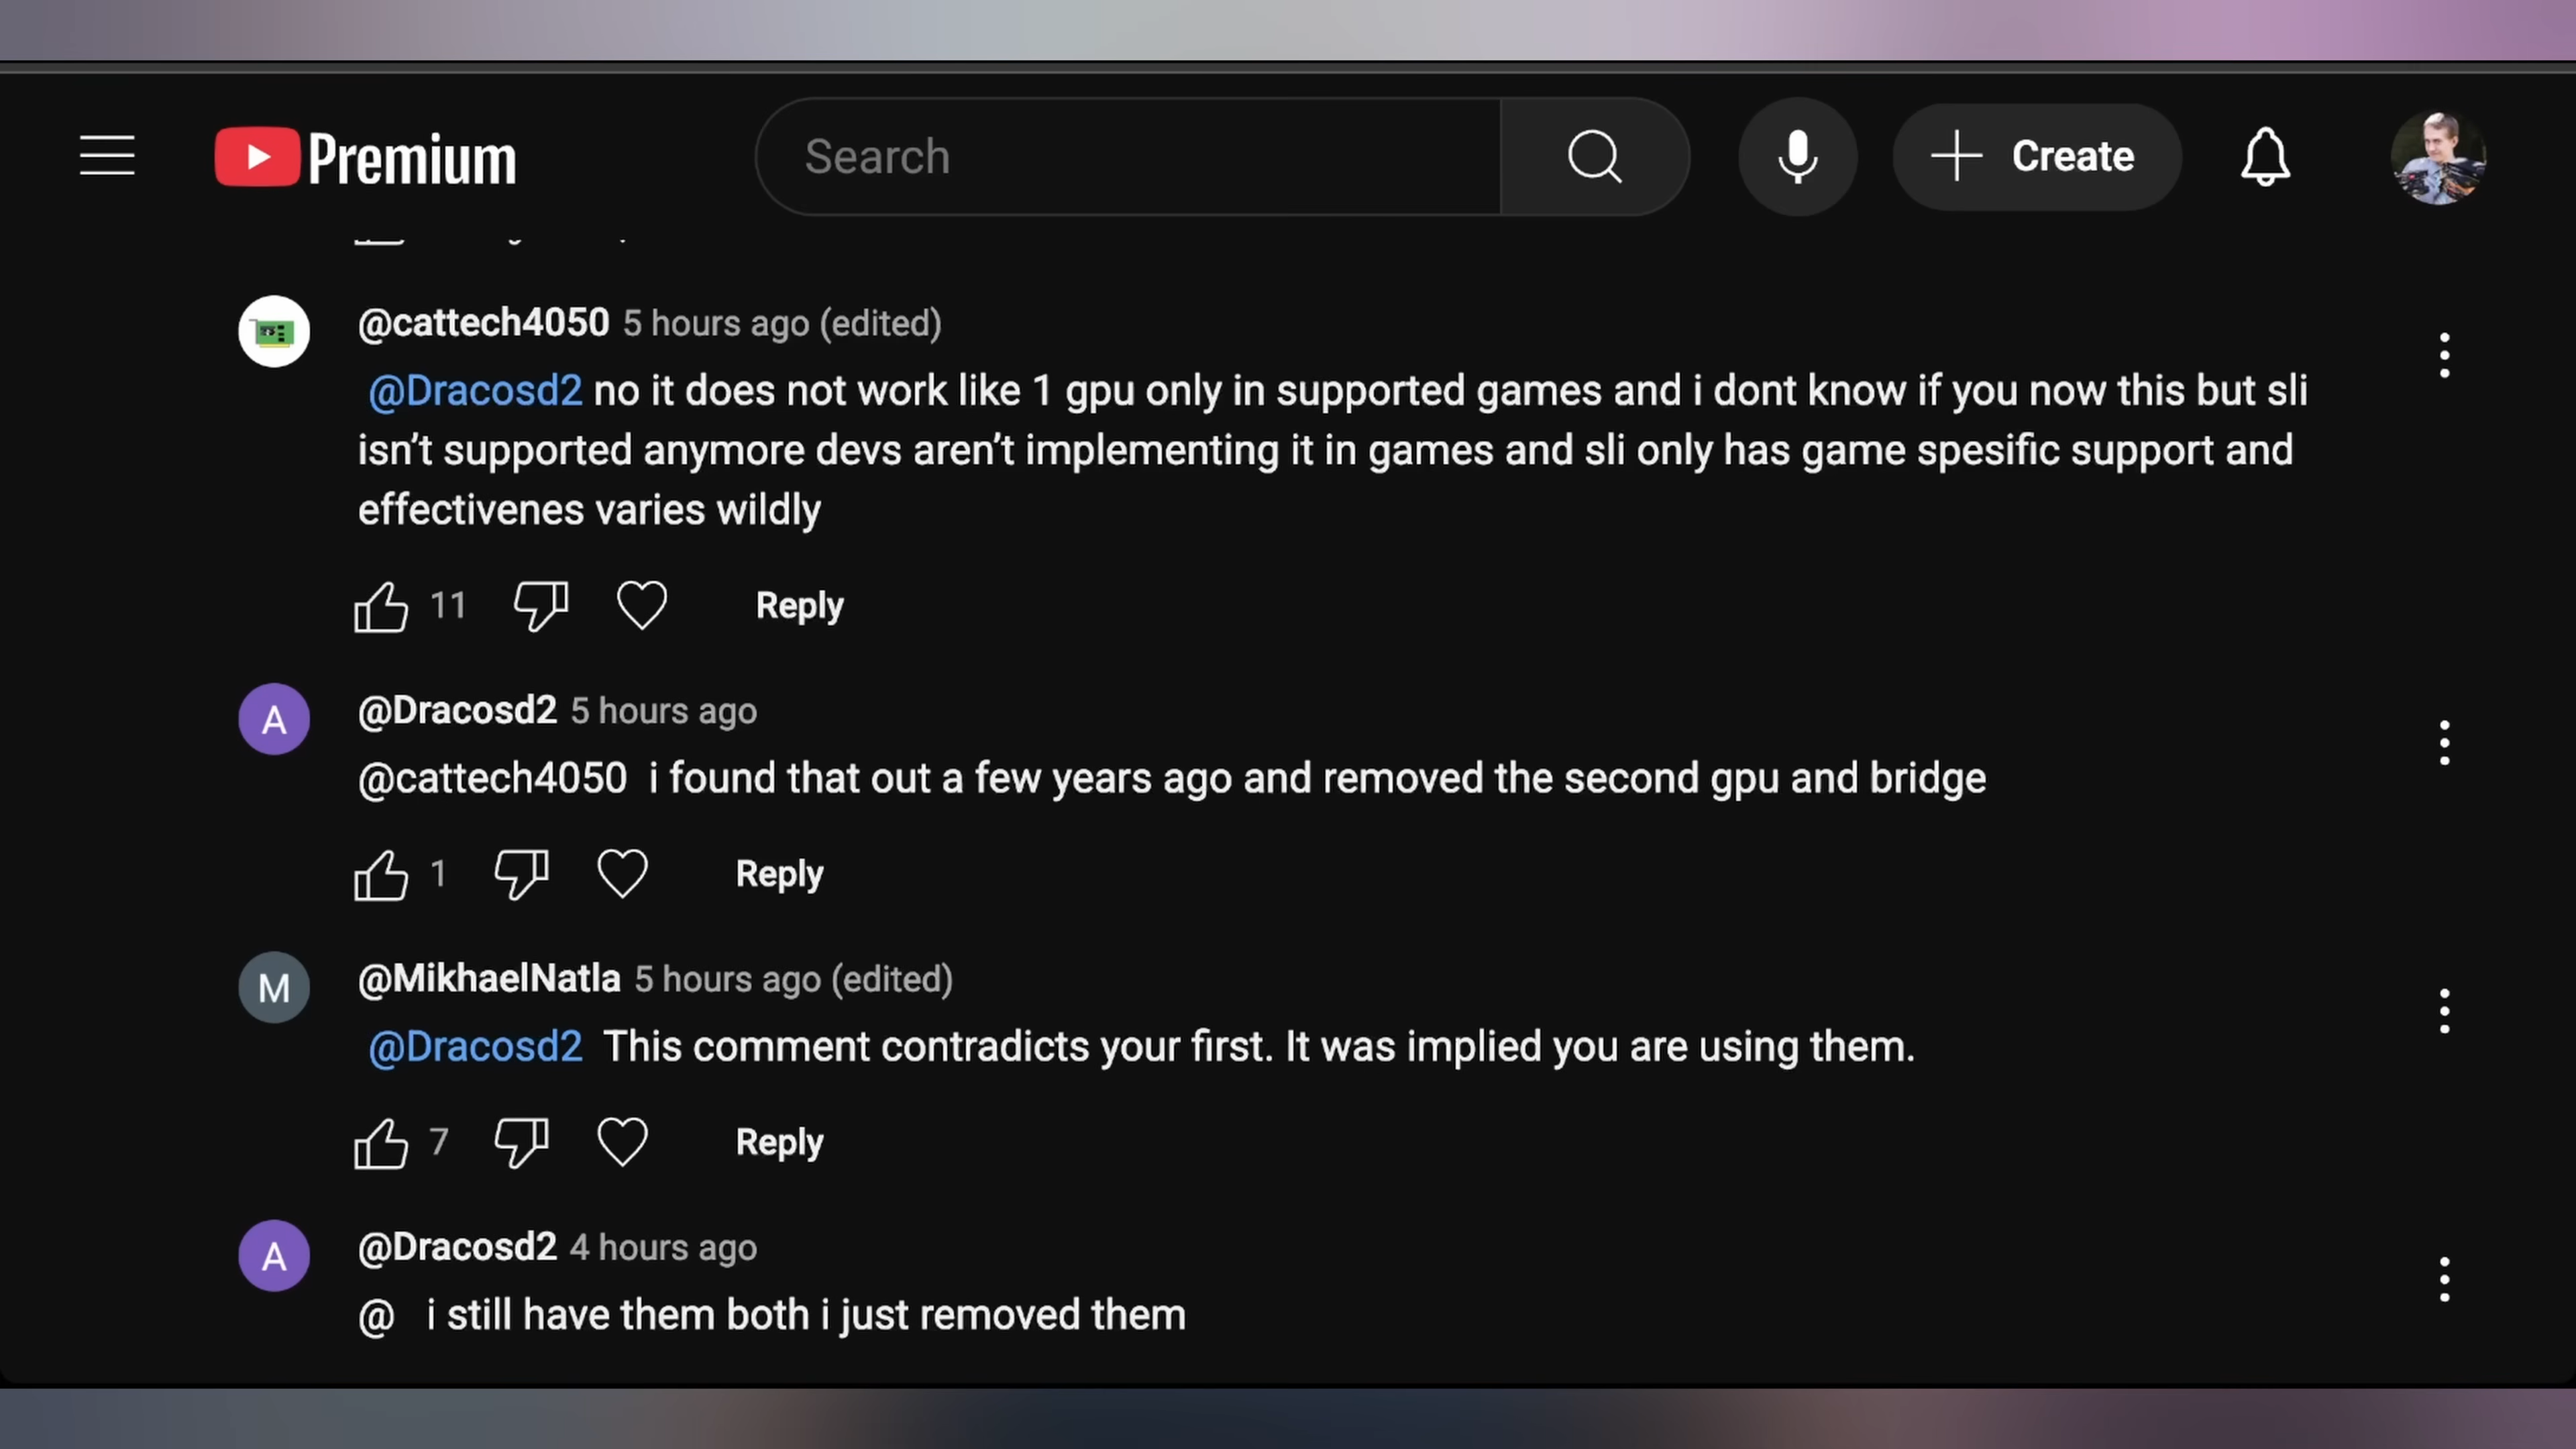 Premium
Search
Create
@cattech4050 5 hours ago (edited)
@Dracosd2 no it does not work like 1 gpu only in supported games and i dont know if you now this but sli
isn’t supported anymore devs aren’t implementing it in games and sli only has game spesific support and
effectivenes varies wildly
11 Reply
A
@Dracosd2 5 hours ago
@cattech4050 i found that out a few years ago and removed the second gpu and bridge
1 Reply
M
@MikhaelNatla 5 hours ago (edited)
@Dracosd2 This comment contradicts your first. It was implied you are using them.
7 Reply
A
@Dracosd2 4 hours ago
@ i still have them both i just removed them